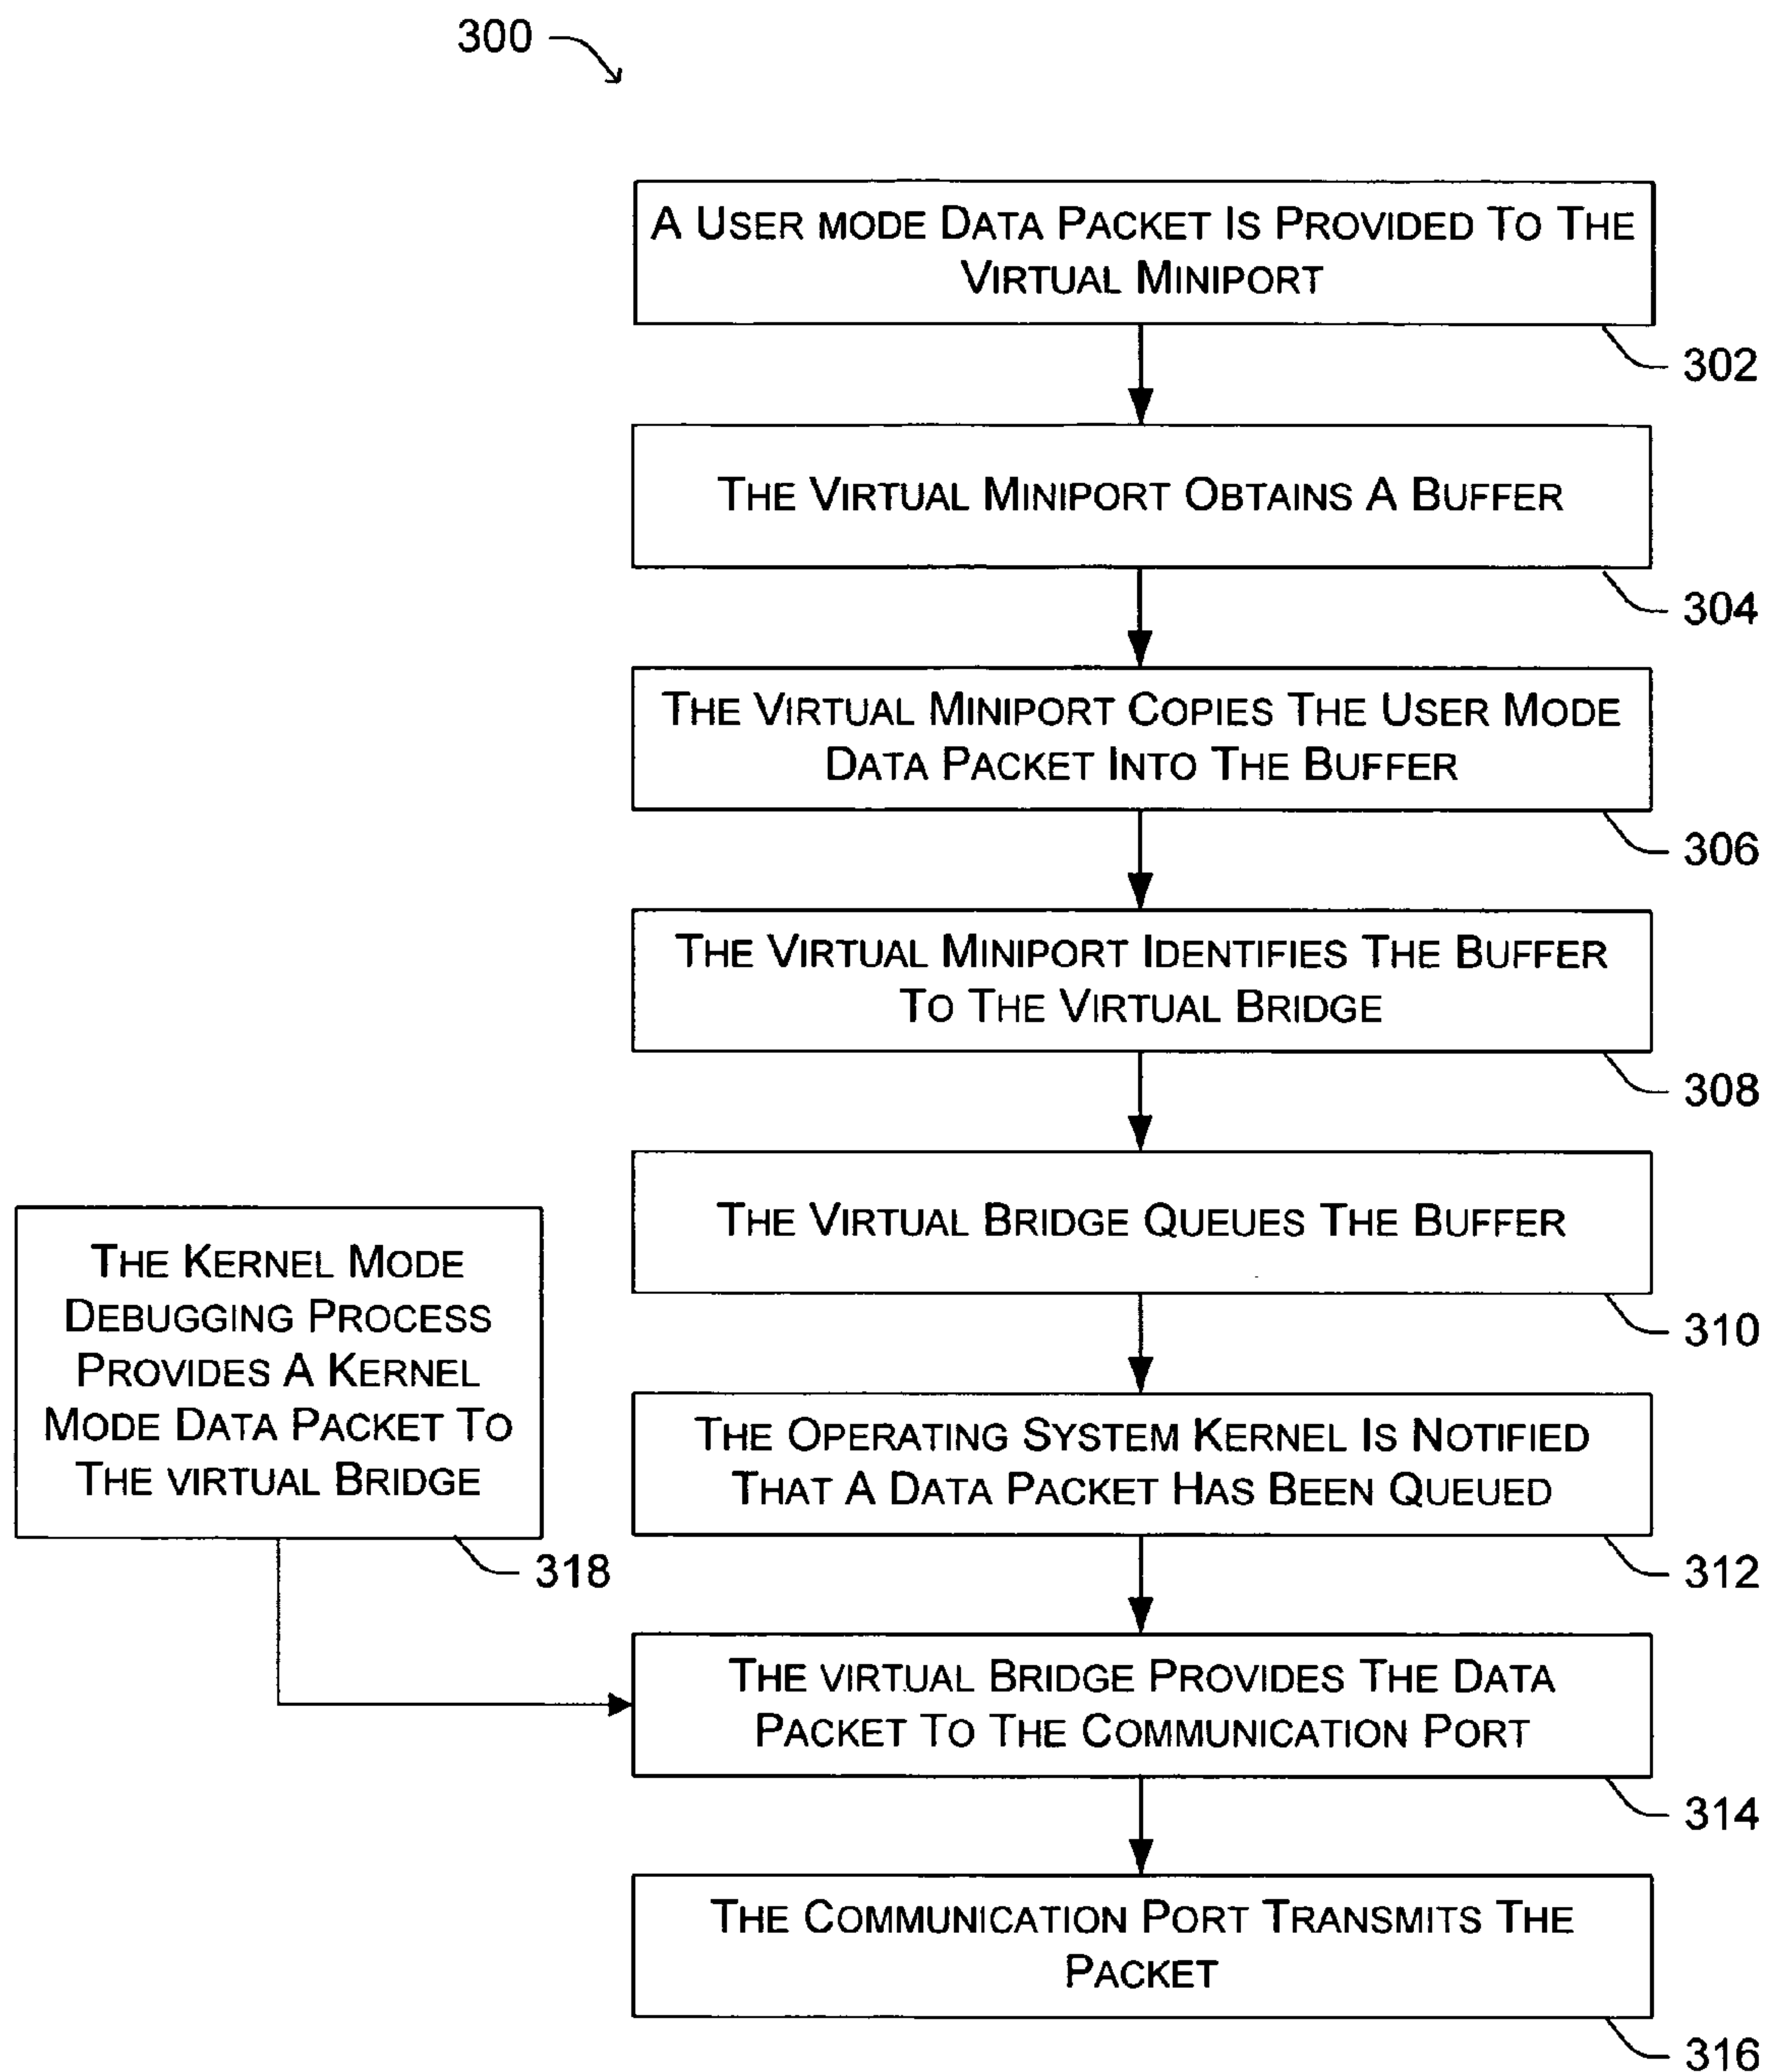 300
A USER MODE DATA PACKET IS PROVIDED TO THE
VIRTUAL MINIPORT
302
THE VIRTUAL MINIPORT OBTAINS A BUFFER
304
THE VIRTUAL MINIPORT COPIES THE USER MODE
DATA PACKET INTO THE BUFFER
306
THE VIRTUAL MINIPORT IDENTIFIES THE BUFFER
TO THE VIRTUAL BRIDGE
308
THE VIRTUAL BRIDGE QUEUES THE BUFFER
310
THE KERNEL MODE
DEBUGGING PROCESS
PROVIDES A KERNEL
MODE DATA PACKET TO
THE VIRTUAL BRIDGE
318
THE OPERATING SYSTEM KERNEL IS NOTIFIED
THAT A DATA PACKET HAS BEEN QUEUED
312
THE VIRTUAL BRIDGE PROVIDES THE DATA
PACKET TO THE COMMUNICATION PORT
314
THE COMMUNICATION PORT TRANSMITS THE
PACKET
316